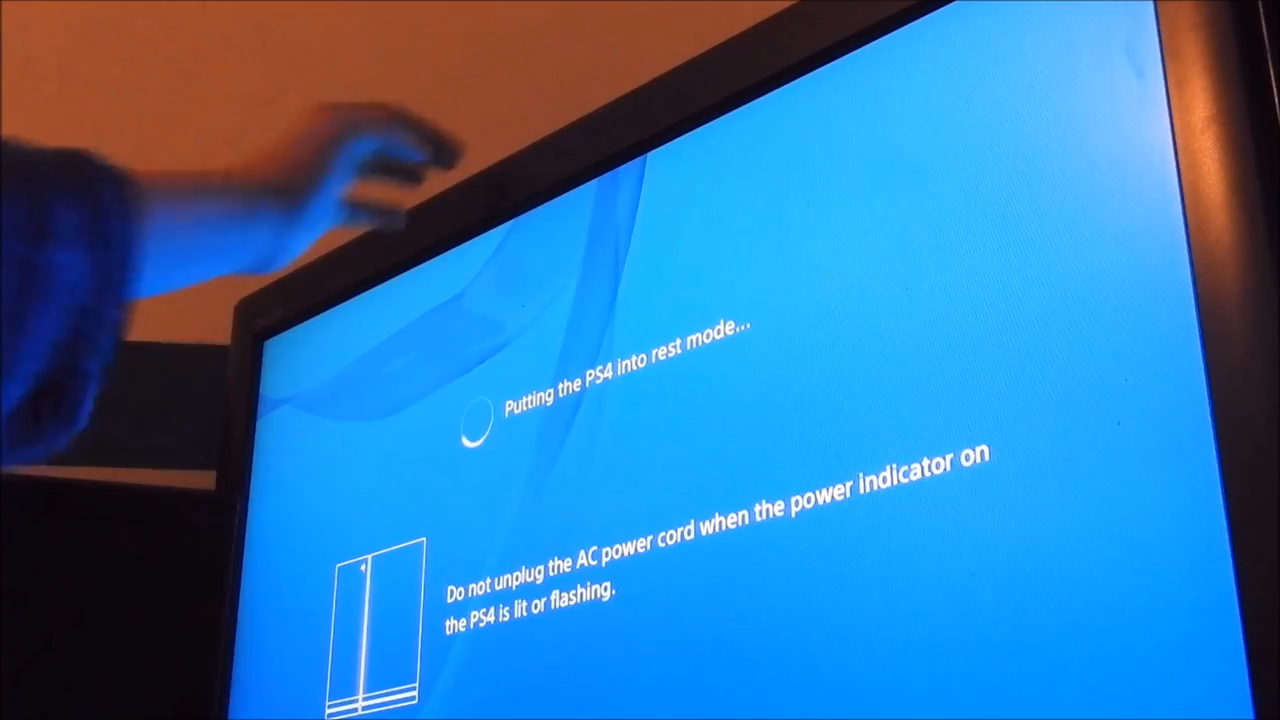 Putting the PS4 into rest mode...
Do not unplug the AC power cord when the power indicator on
the PS4 is lit or flashing.